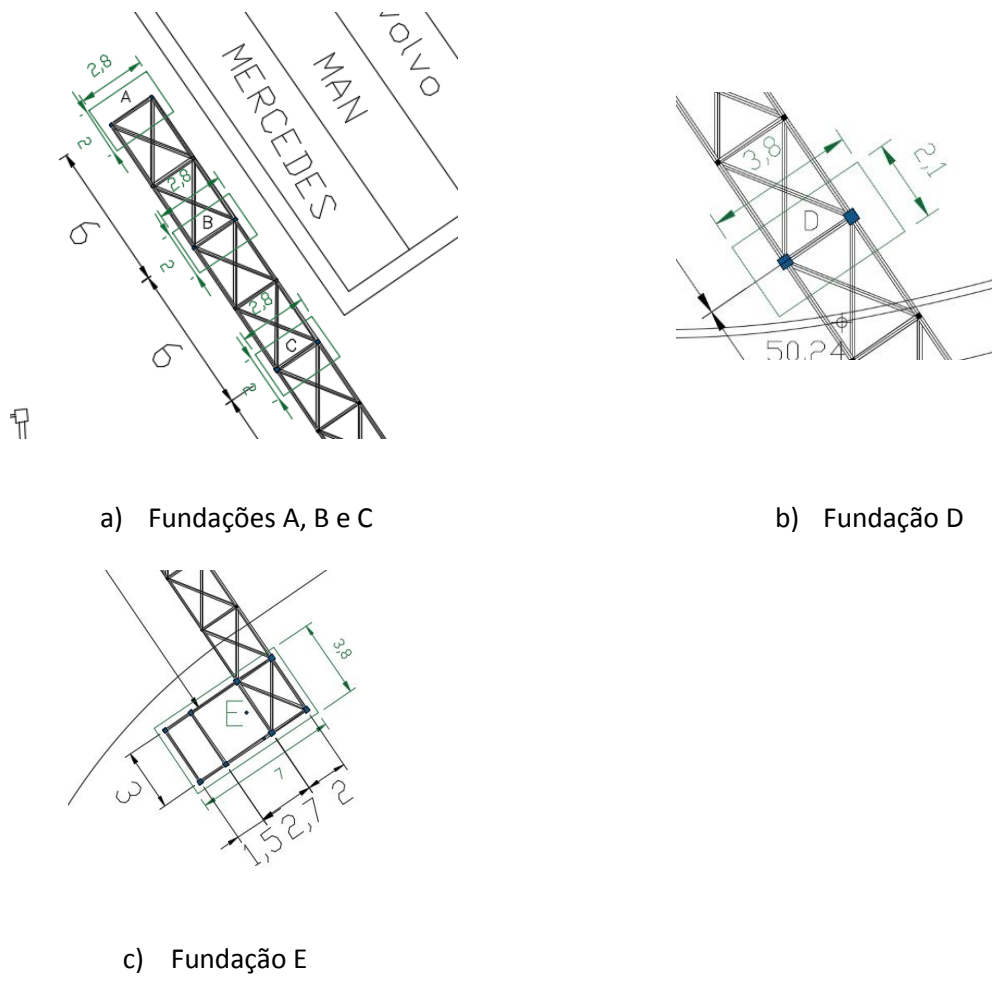 2,8
A
2
volvo
MAN
MERCEDES
2,8
B
2
6
2,8
C
2
6
3,8
2,1
D
50,24
a) Fundações A, B e C
b) Fundação D
3,8
E
7
3
1,5
2,7
2
c) Fundação E